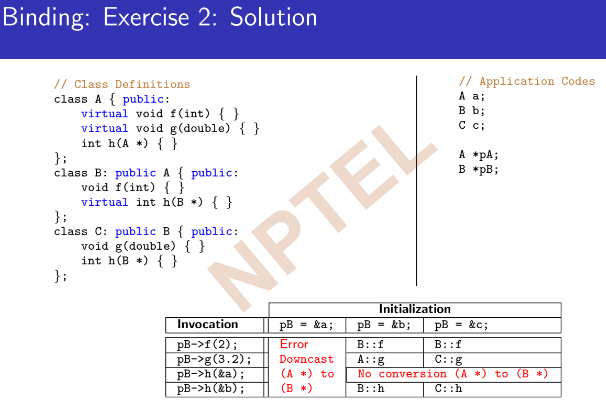 Binding: Exercise 2: Solution
// Class Definitions
class A { public:
    virtual void f(int) { }
    virtual void g(double) { }
    int h(A *) { }
};
class B: public A { public:
    void f(int) { }
    virtual int h(B *) { }
};
class C: public B { public:
    void g(double) { }
    int h(B *) { }
};
// Application Codes
A a;
B b;
C c;
A *pA;
B *pB;
NPTEL
Initialization
Invocation pB = &a; pB = &b; pB = &c;
pB->f(2); Error B::f B::f
pB->g(3.2); Downcast A::g C::g
pB->h(&a); (A *) to No conversion (A *) to (B *)
pB->h(&b); (B *) B::h C::h